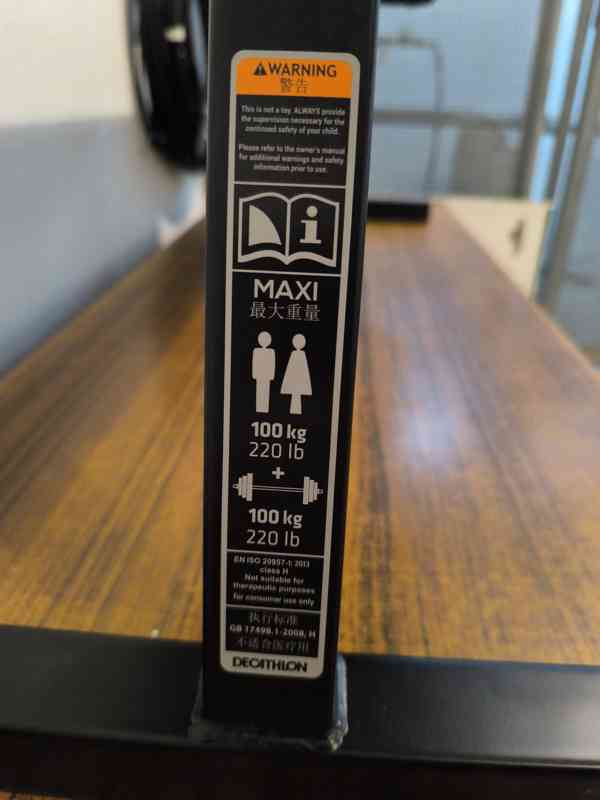 WARNING
警告
This is not a toy. ALWAYS provide
the supervision necessary for the
continued safety of your child.
Please refer to the owner's manual
for additional warnings and safety
information prior to use.
i
MAXI
最大重量
100 kg
220 lb
+
100 kg
220 lb
EN ISO 20957-1: 2013
class H
Not suitable for
therapeutic purposes
for consumer use only
执行标准
GB 17498.1-2008, H
不适合医疗用
DECATHLON